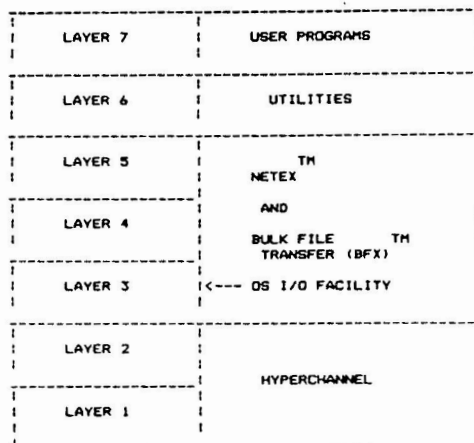 LAYER 7 USER PROGRAMS
LAYER 6 UTILITIES
LAYER 5 TM
NETEX
AND
LAYER 4
BULK FILE TM
TRANSFER (BFX)
LAYER 3 <--- OS I/O FACILITY
LAYER 2
HYPERCHANNEL
LAYER 1